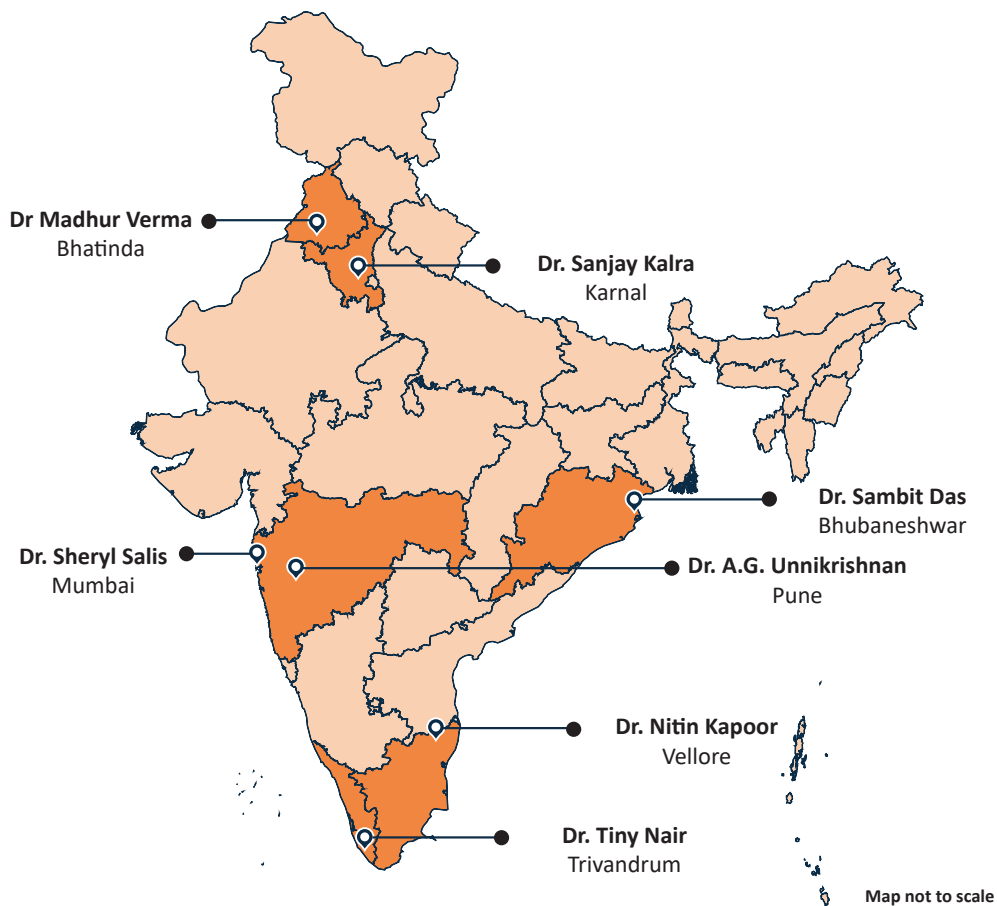 Dr Madhur Verma
Bhatinda
Dr. Sanjay Kalra
Karnal
Dr. Sambit Das
Bhubaneshwar
Dr. Sheryl Salis
Mumbai
Dr. A.G. Unnikrishnan
Pune
Dr. Nitin Kapoor
Vellore
Dr. Tiny Nair
Trivandrum
Map not to scale